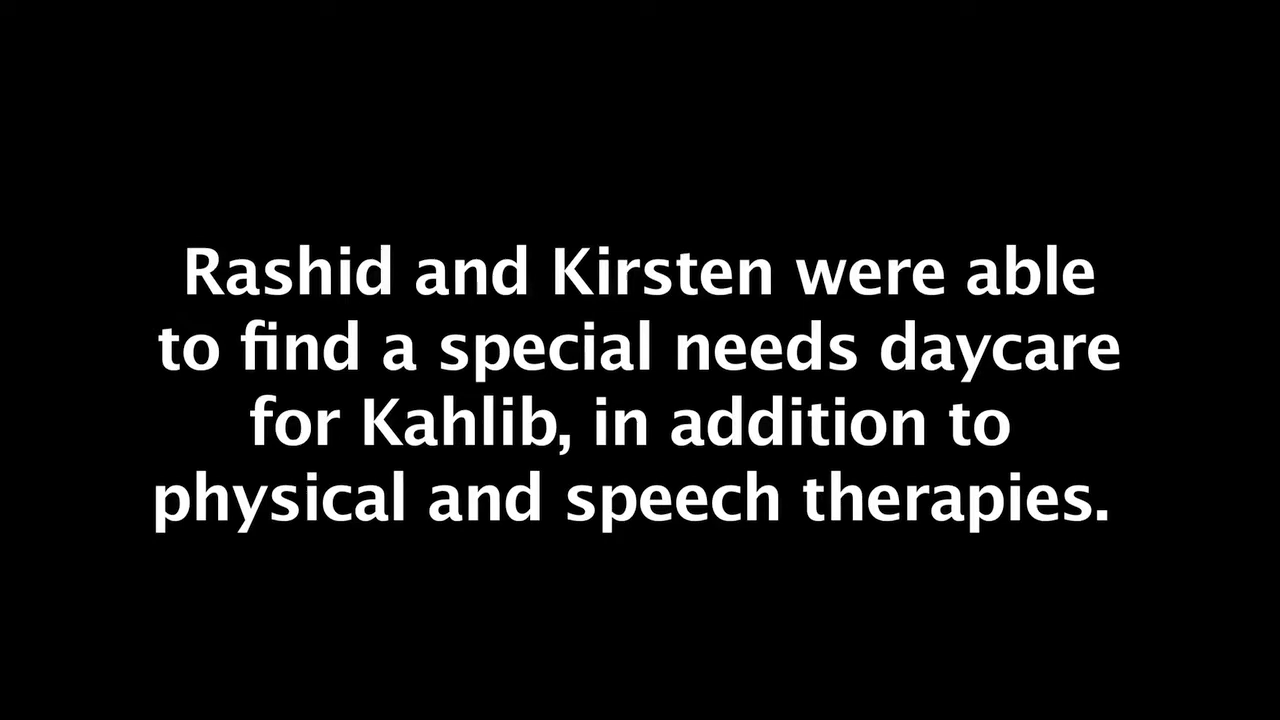 Rashid and Kirsten were able
to find a special needs daycare
for Kahlib, in addition to
physical and speech therapies.